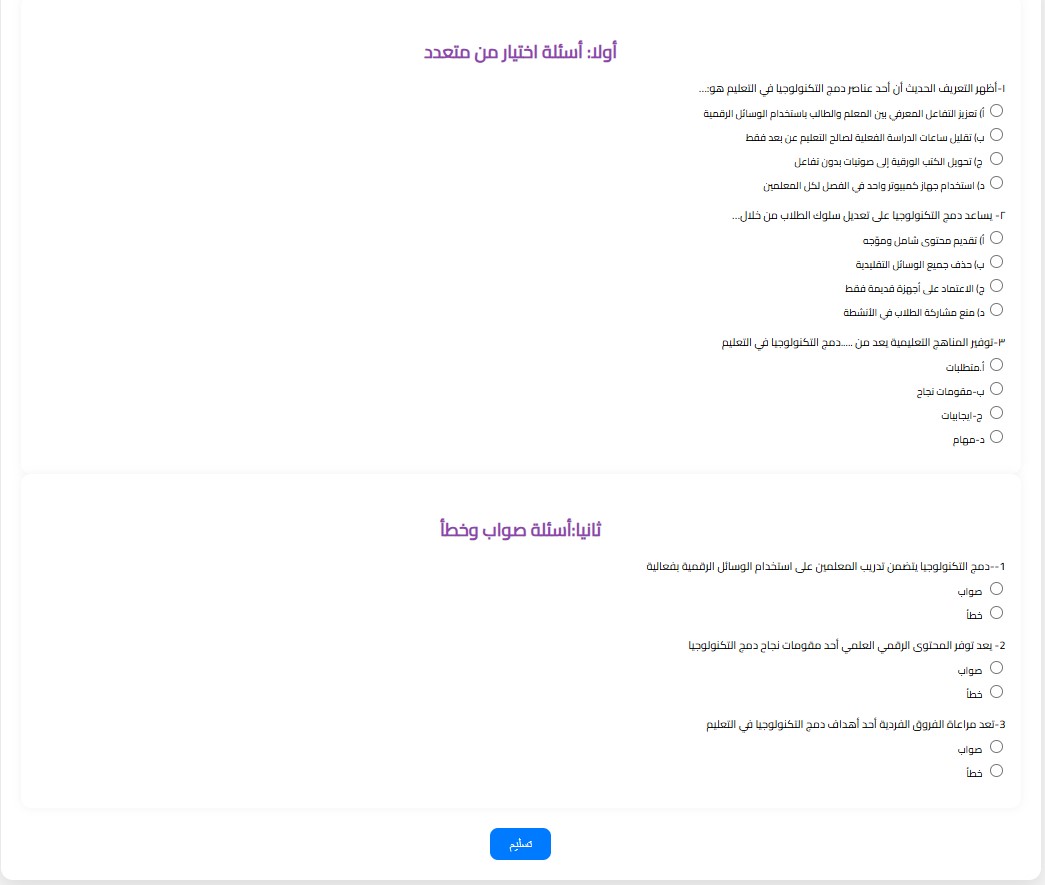 أولا: أسئلة اختيار من متعدد
١-أظهر التعريف الحديث أن أحد عناصر دمج التكنولوجيا في التعليم هو:...
أ) تعزيز التفاعل المعرفي بين المعلم والطالب باستخدام الوسائل الرقمية
ب) تقليل ساعات الدراسة الفعلية لصالح التعليم عن بعد فقط
ج) تحويل الكتب الورقية إلى صوتيات بدون تفاعل
د) استخدام جهاز كمبيوتر واحد في الفصل لكل المعلمين
٢- يساعد دمج التكنولوجيا على تعديل سلوك الطلاب من خلال...
أ) تقديم محتوى شامل وموّجه
ب) حذف جميع الوسائل التقليدية
ج) الاعتماد على أجهزة قديمة فقط
د) منع مشاركة الطلاب في الأنشطة
٣-توفير المناهج التعليمية يعد من .....دمج التكنولوجيا في التعليم
أ.متطلبات
ب-مقومات نجاح
ج-ايجابيات
د-مهام
ثانيا:أسئلة صواب وخطأ
1--دمج التكنولوجيا يتضمن تدريب المعلمين على استخدام الوسائل الرقمية بفعالية
صواب
خطأ
2- يعد توفر المحتوى الرقمي العلمي أحد مقومات نجاح دمج التكنولوجيا
صواب
خطأ
3-تعد مراعاة الفروق الفردية أحد أهداف دمج التكنولوجيا في التعليم
صواب
خطأ
تسليم